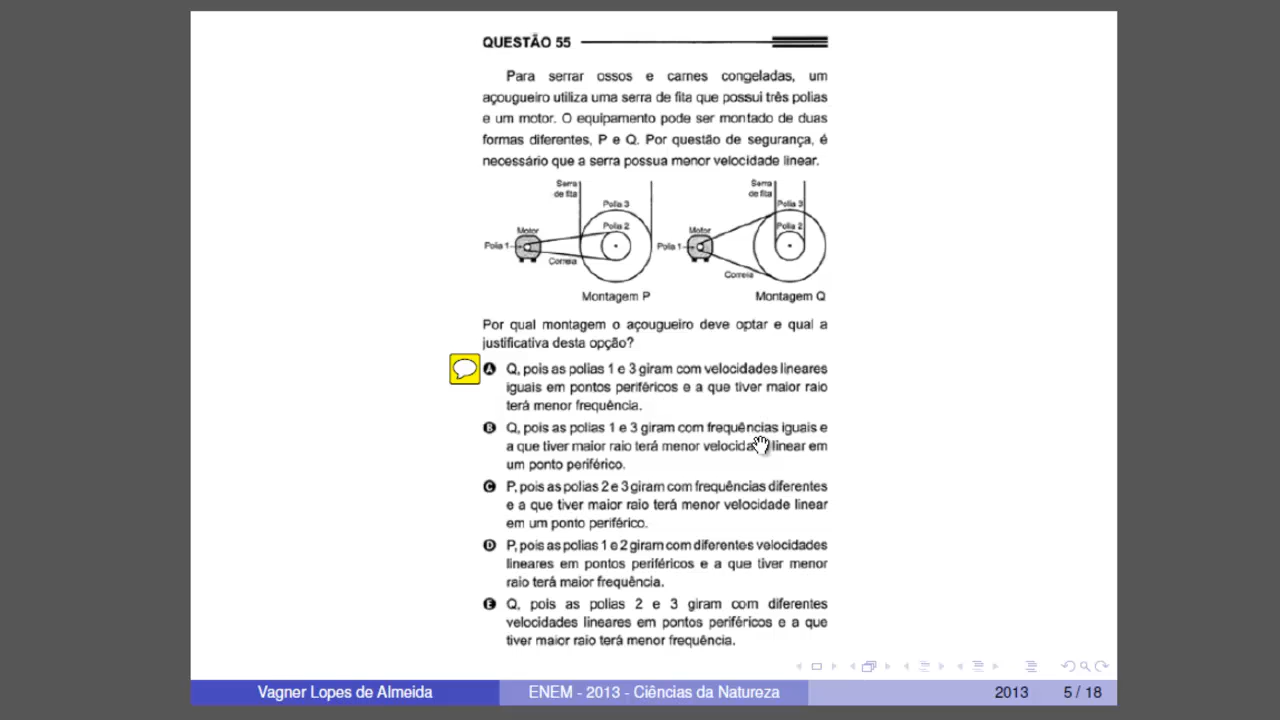 QUESTÃO 55
Para serrar ossos e carnes congeladas, um
açougueiro utiliza uma serra de fita que possui três polias
e um motor. O equipamento pode ser montado de duas
formas diferentes, P e Q. Por questão de segurança, é
necessário que a serra possua menor velocidade linear.
Serra
de fita
Polia 3
Motor
Polia 2
Polia 1
Correia
Montagem P
Serra
de fita
Polia 3
Motor
Polia 2
Polia 1
Correia
Montagem Q
Por qual montagem o açougueiro deve optar e qual a
justificativa desta opção?
A Q, pois as polias 1 e 3 giram com velocidades lineares
iguais em pontos periféricos e a que tiver maior raio
terá menor frequência.
B Q, pois as polias 1 e 3 giram com frequências iguais e
a que tiver maior raio terá menor velocida linear em
um ponto periférico.
C P, pois as polias 2 e 3 giram com frequências diferentes
e a que tiver maior raio terá menor velocidade linear
em um ponto periférico.
D P, pois as polias 1 e 2 giram com diferentes velocidades
lineares em pontos periféricos e a que tiver menor
raio terá maior frequência.
E Q, pois as polias 2 e 3 giram com diferentes
velocidades lineares em pontos periféricos e a que
tiver maior raio terá menor frequência.
Vagner Lopes de Almeida
ENEM - 2013 - Ciências da Natureza
2013 5 / 18